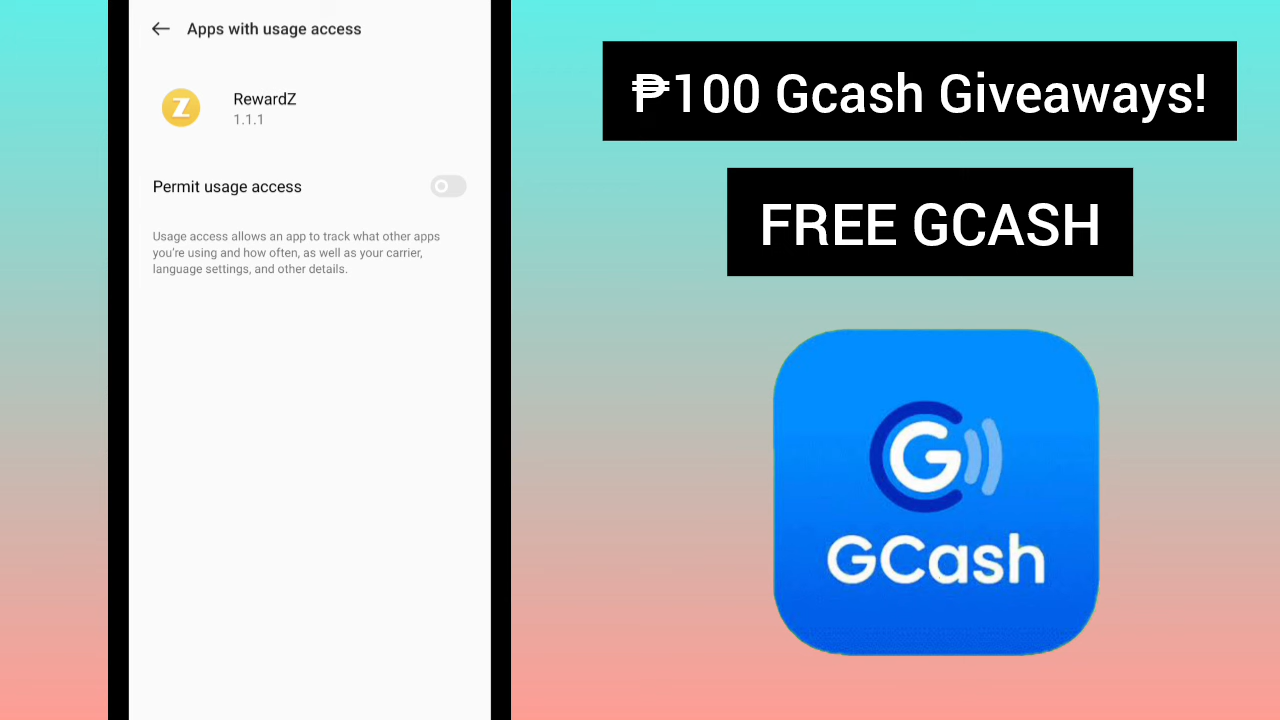 Apps with usage access
RewardZ
1.1.1
Permit usage access
Usage access allows an app to track what other apps
you're using and how often, as well as your carrier,
language settings, and other details.
₱100 Gcash Giveaways!
FREE GCASH
GCash